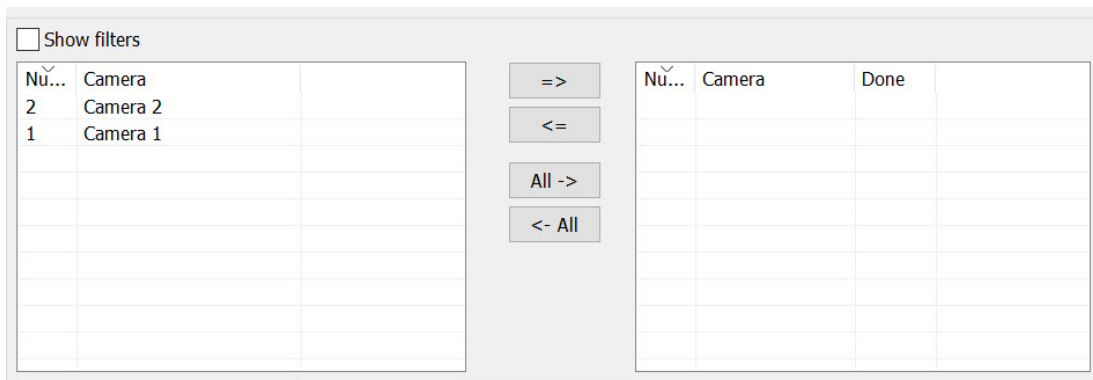 Show filters
Nu... Camera
2 Camera 2
1 Camera 1
=>
<=
All ->
<- All
Nu... Camera Done